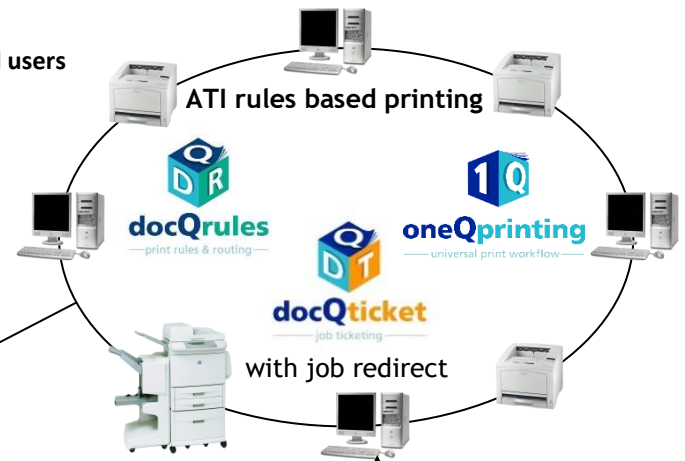 users
ATI rules based printing
Q
D R
docQrules
print rules & routing
1 Q
oneQprinting
universal print workflow
Q
D T
docQticket
job ticketing
with job redirect